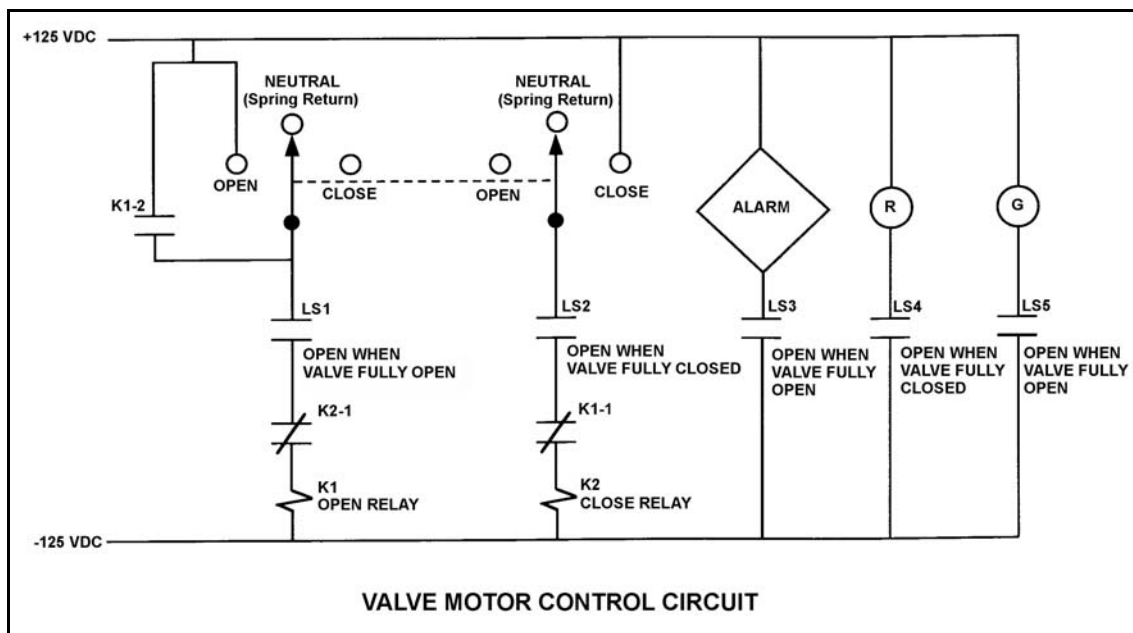 +125 VDC
NEUTRAL
(Spring Return)
NEUTRAL
(Spring Return)
OPEN
CLOSE
OPEN
CLOSE
K1-2
ALARM
R
G
LS1
OPEN WHEN
VALVE FULLY OPEN
LS2
OPEN WHEN
VALVE FULLY CLOSED
LS3
OPEN WHEN
VALVE FULLY
OPEN
LS4
OPEN WHEN
VALVE FULLY
CLOSED
LS5
OPEN WHEN
VALVE FULLY
OPEN
K2-1
K1-1
K1
OPEN RELAY
K2
CLOSE RELAY
-125 VDC
VALVE MOTOR CONTROL CIRCUIT